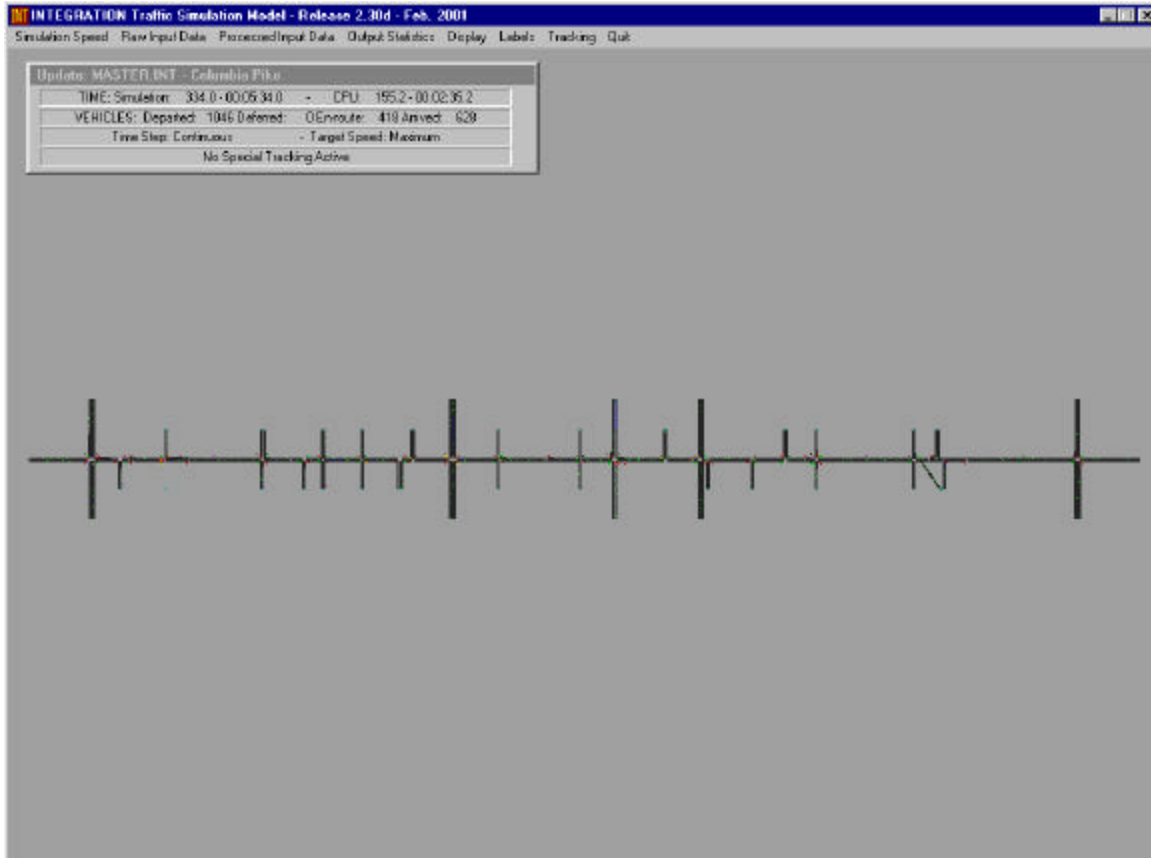 INT INTEGRATION Traffic Simulation Model - Release 2.30d - Feb. 2001
Simulation Speed Raw Input Data Processed Input Data Output Statistics Display Labels Tracking Quit
Update: MASTER.INT - Columbia Pike
TIME: Simulation: 334.0 - 00:05:34.0 - CPU: 155.2 - 00:02:35.2
VEHICLES: Departed: 1046 Deferred: 0 Enroute: 418 Arrived: 628
Time Step: Continuous - Target Speed: Maximum
No Special Tracking Active